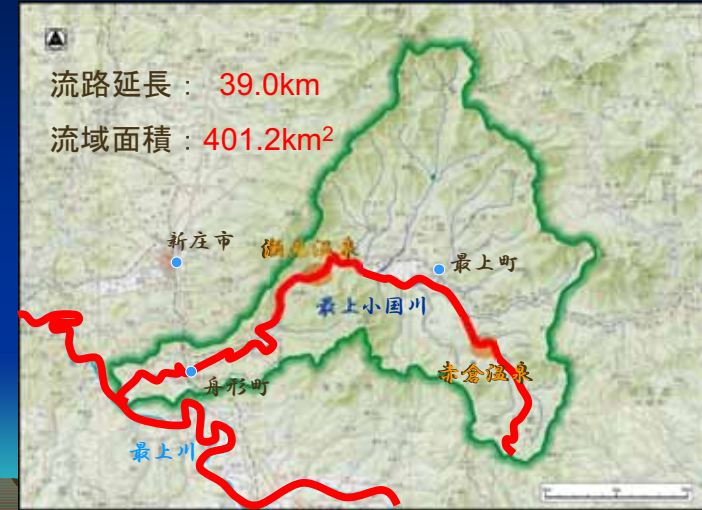 流路延長： 39.0km
流域面積：401.2km²
新庄市
瀬見温泉
最上町
最上小国川
赤倉温泉
舟形町
最上川